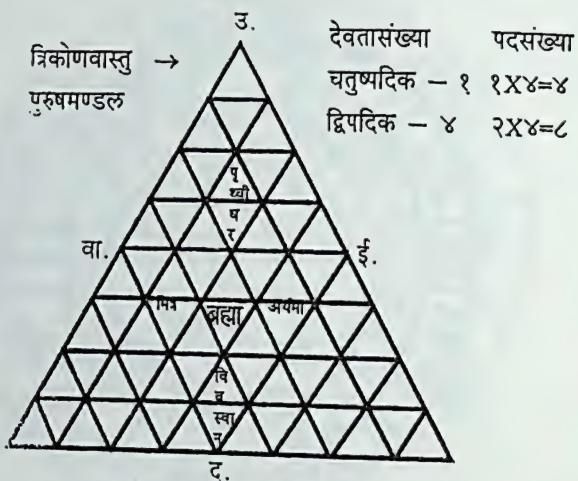 उ.
त्रिकोणवास्तु →
पुरुषमण्डल
देवतासंख्या पदसंख्या
चतुष्पदिक – १ १X४=४
द्विपदिक – ४ २X४=८
पृ
थ्वी
ध
र
वा.
ई.
मित्र ब्रह्मा अर्यमा
वि
व
स्वा
न
द.